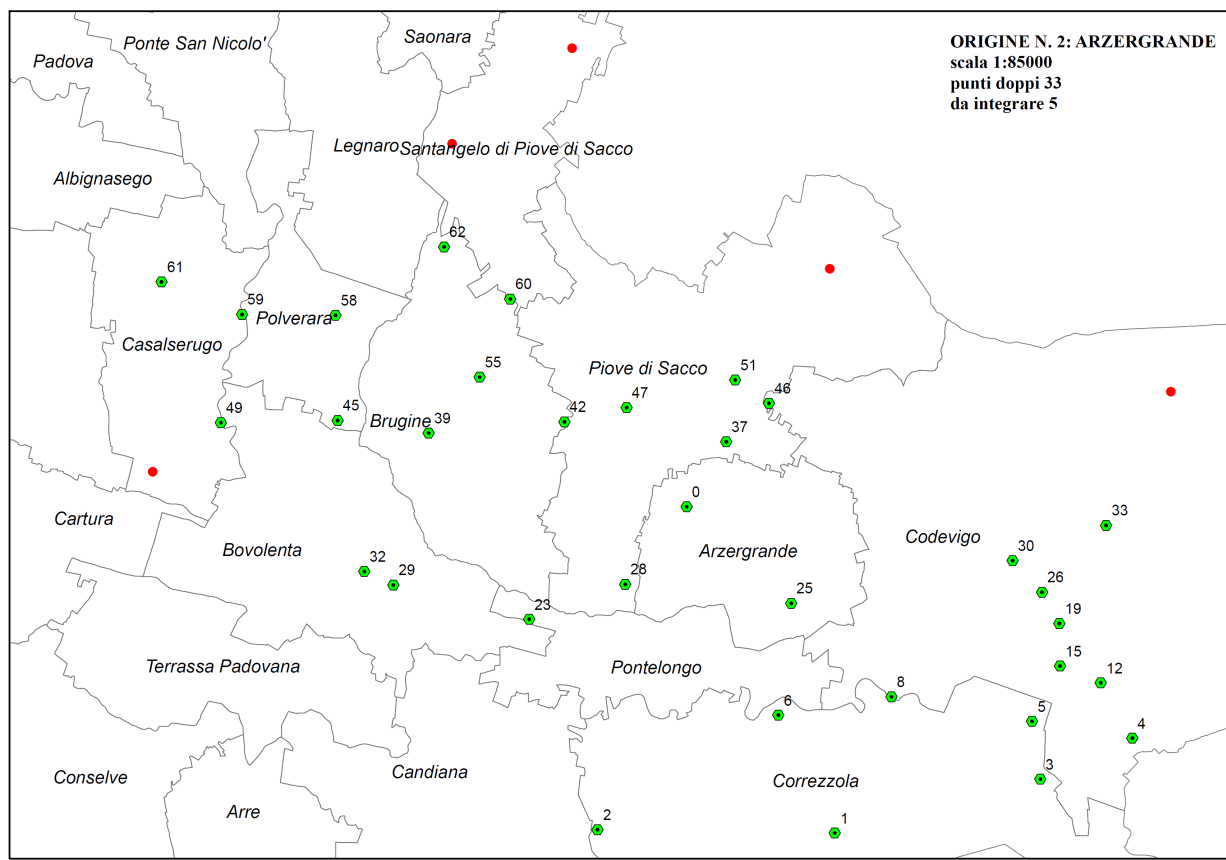 Ponte San Nicolo'
Saonara
ORIGINE N. 2: ARZERGRANDE
scala 1:85000
punti doppi 33
da integrare 5
Padova
Legnaro
Santangelo di Piove di Sacco
Albignasego
62
61
60
59
58
Polverara
Casalserugo
55
Piove di Sacco
51
46
47
49
45
Brugine
39
42
37
0
Cartura
33
Bovolenta
Arzergrande
Codevigo
30
32
29
28
26
25
23
19
Terrassa Padovana
Pontelongo
15
12
8
6
5
4
Conselve
Candiana
Correzzola
3
Arre
2
1